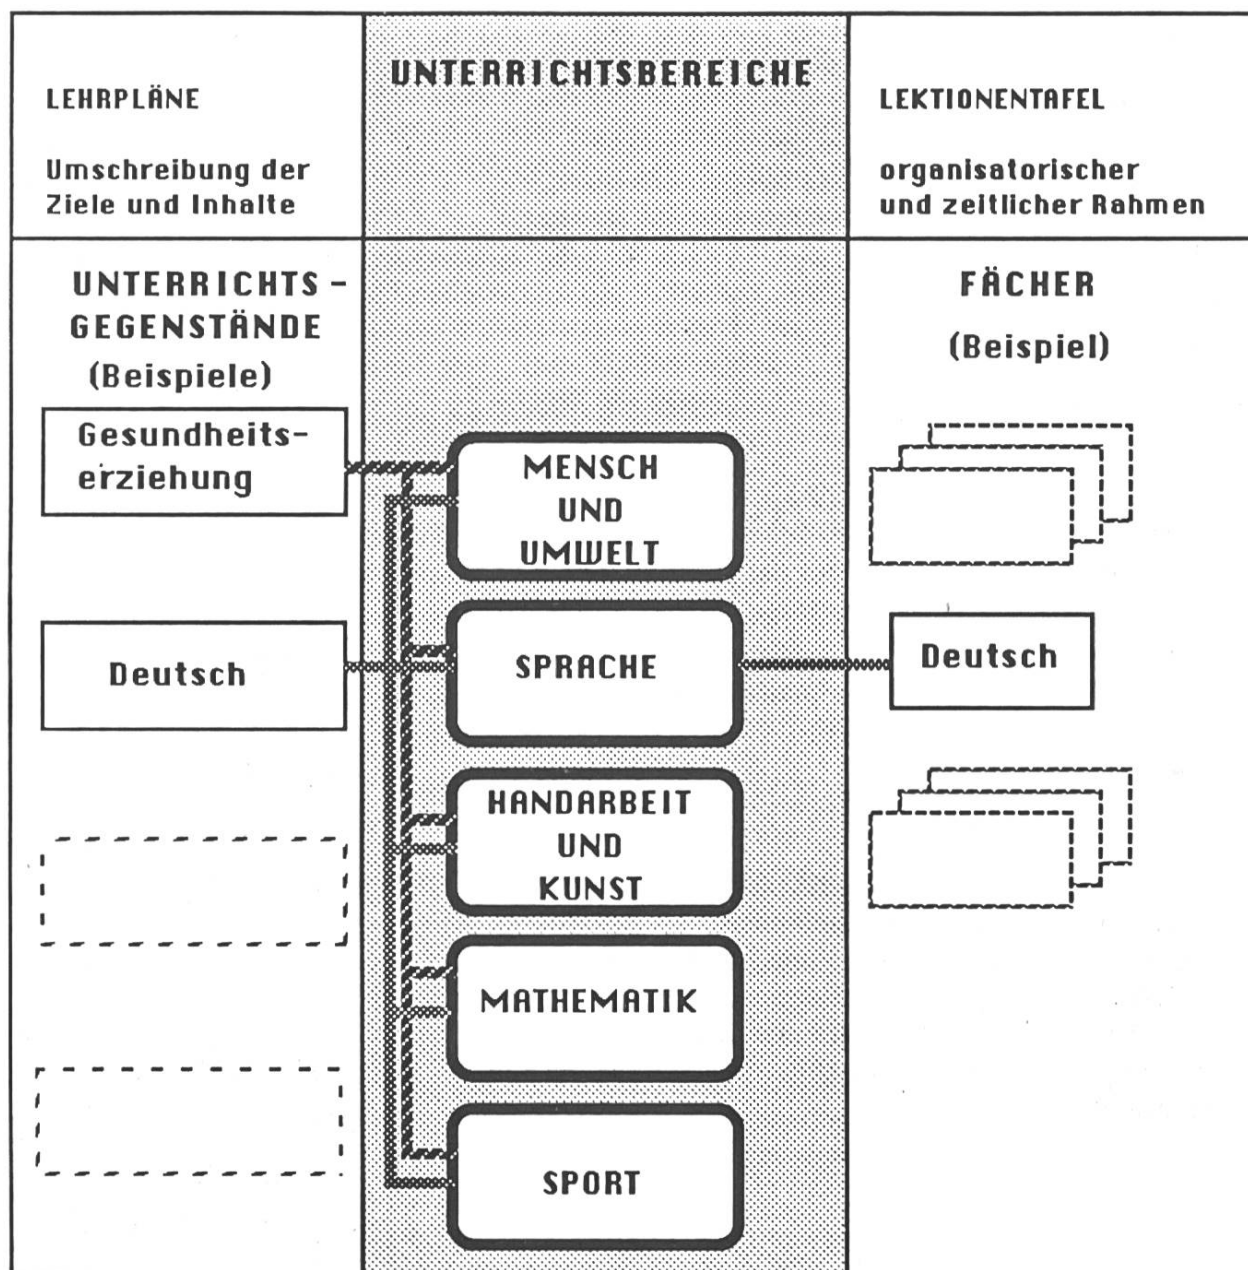 LEHRPLÄNE
Umschreibung der
Ziele und Inhalte
UNTERRICHTSBEREICHE
LEKTIONENTAFEL
organisatorischer
und zeitlicher Rahmen
UNTERRICHTS-
GEGENSTÄNDE
(Beispiele)
Gesundheits-
erziehung
Deutsch
MENSCH
UND
UMWELT
SPRACHE
HANDARBEIT
UND
KUNST
MATHEMATIK
SPORT
FÄCHER
(Beispiel)
Deutsch